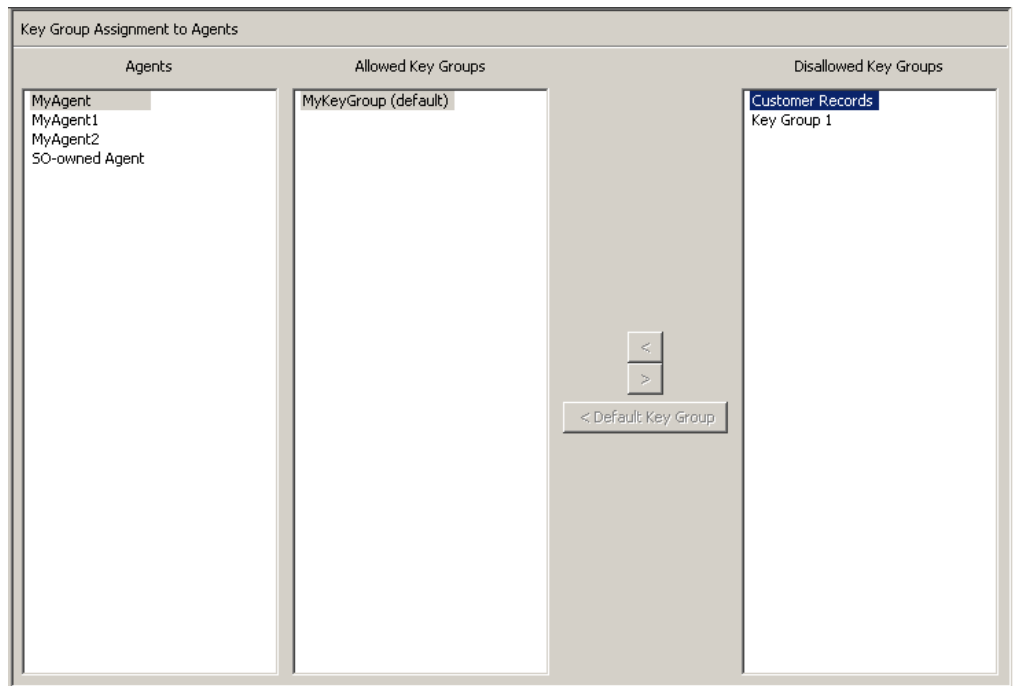 Key Group Assignment to Agents
Agents
Allowed Key Groups
Disallowed Key Groups
MyAgent
MyAgent1
MyAgent2
SO-owned Agent
MyKeyGroup (default)
Customer Records
Key Group 1
<
>
< Default Key Group